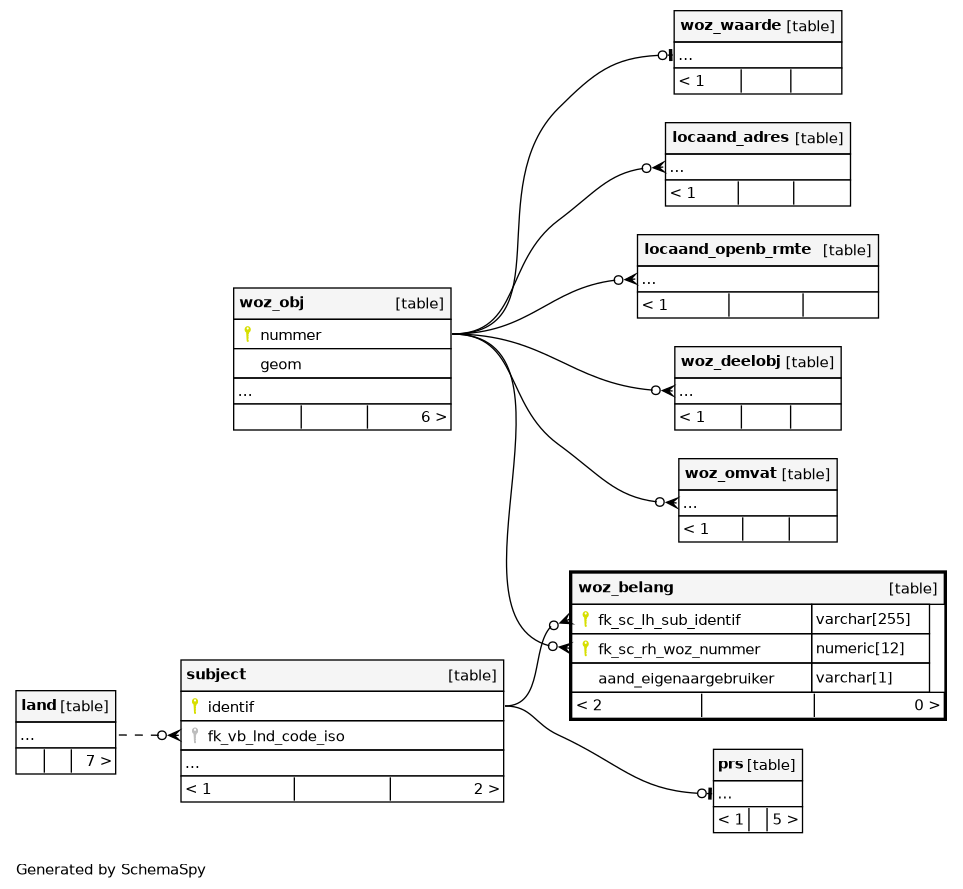 woz_waarde [table]
...
< 1
locaand_adres [table]
...
< 1
locaand_openb_rmte [table]
...
< 1
woz_obj [table]
nummer
geom
...
6 >
woz_deelobj [table]
...
< 1
woz_omvat [table]
...
< 1
woz_belang [table]
fk_sc_lh_sub_identif varchar[255]
fk_sc_rh_woz_nummer numeric[12]
aand_eigenaargebruiker varchar[1]
< 2 0 >
subject [table]
identif
fk_vb_lnd_code_iso
...
< 1 2 >
land [table]
...
7 >
prs [table]
...
< 1 5 >
Generated by SchemaSpy